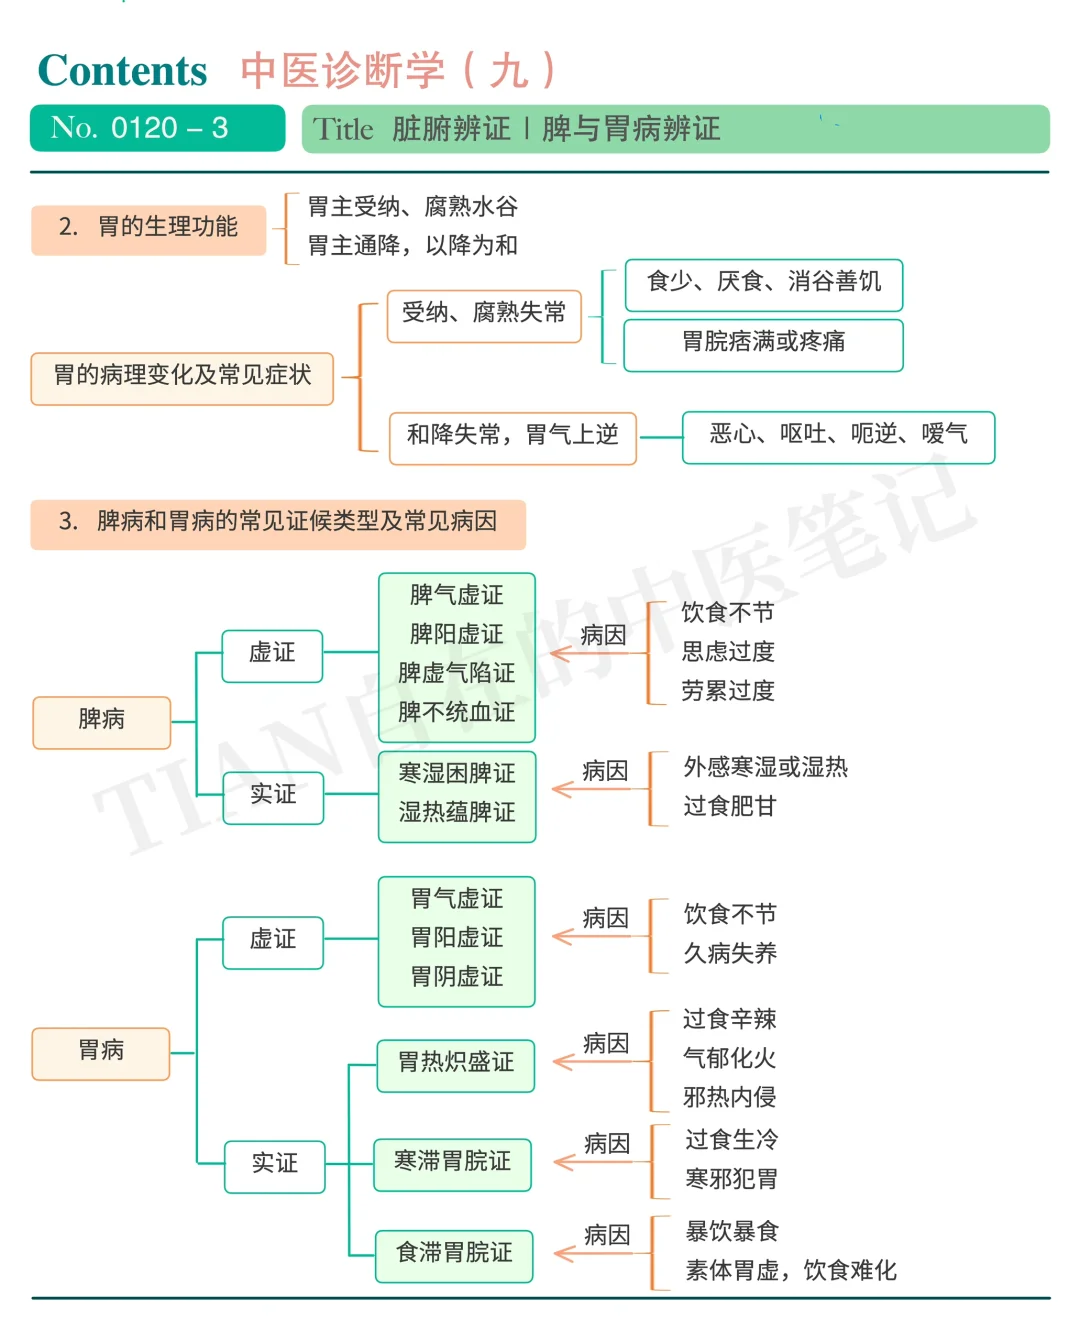 Contents 中医诊断学（九）
No. 0120 – 3
Title 脏腑辨证 | 脾与胃病辨证
2. 胃的生理功能
胃主受纳、腐熟水谷
胃主通降，以降为和
胃的病理变化及常见症状
受纳、腐熟失常
食少、厌食、消谷善饥
胃脘痞满或疼痛
和降失常，胃气上逆
恶心、呕吐、呃逆、嗳气
3. 脾病和胃病的常见证候类型及常见病因
脾病
虚证
脾气虚证
脾阳虚证
脾虚气陷证
脾不统血证
病因
饮食不节
思虑过度
劳累过度
实证
寒湿困脾证
湿热蕴脾证
病因
外感寒湿或湿热
过食肥甘
胃病
虚证
胃气虚证
胃阳虚证
胃阴虚证
病因
饮食不节
久病失养
实证
胃热炽盛证
病因
过食辛辣
气郁化火
邪热内侵
寒滞胃脘证
病因
过食生冷
寒邪犯胃
食滞胃脘证
病因
暴饮暴食
素体胃虚，饮食难化
TIAN自在的中医笔记